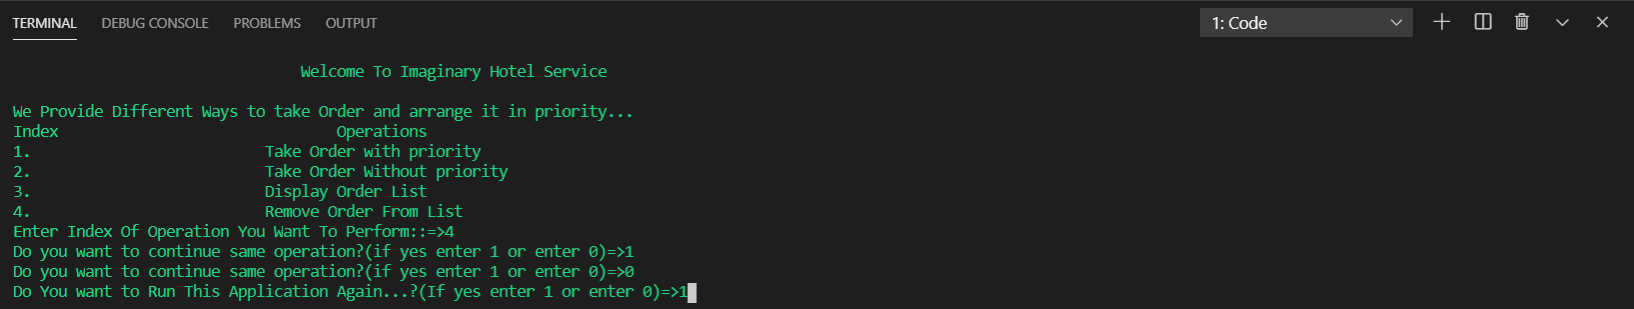 TERMINAL DEBUG CONSOLE PROBLEMS OUTPUT 1: Code
Welcome To Imaginary Hotel Service
We Provide Different Ways to take Order and arrange it in priority...
Index Operations
1. Take Order with priority
2. Take Order Without priority
3. Display Order List
4. Remove Order From List
Enter Index Of Operation You Want To Perform::=>4
Do you want to continue same operation?(if yes enter 1 or enter 0)=>1
Do you want to continue same operation?(if yes enter 1 or enter 0)=>0
Do You want to Run This Application Again...?(If yes enter 1 or enter 0)=>1